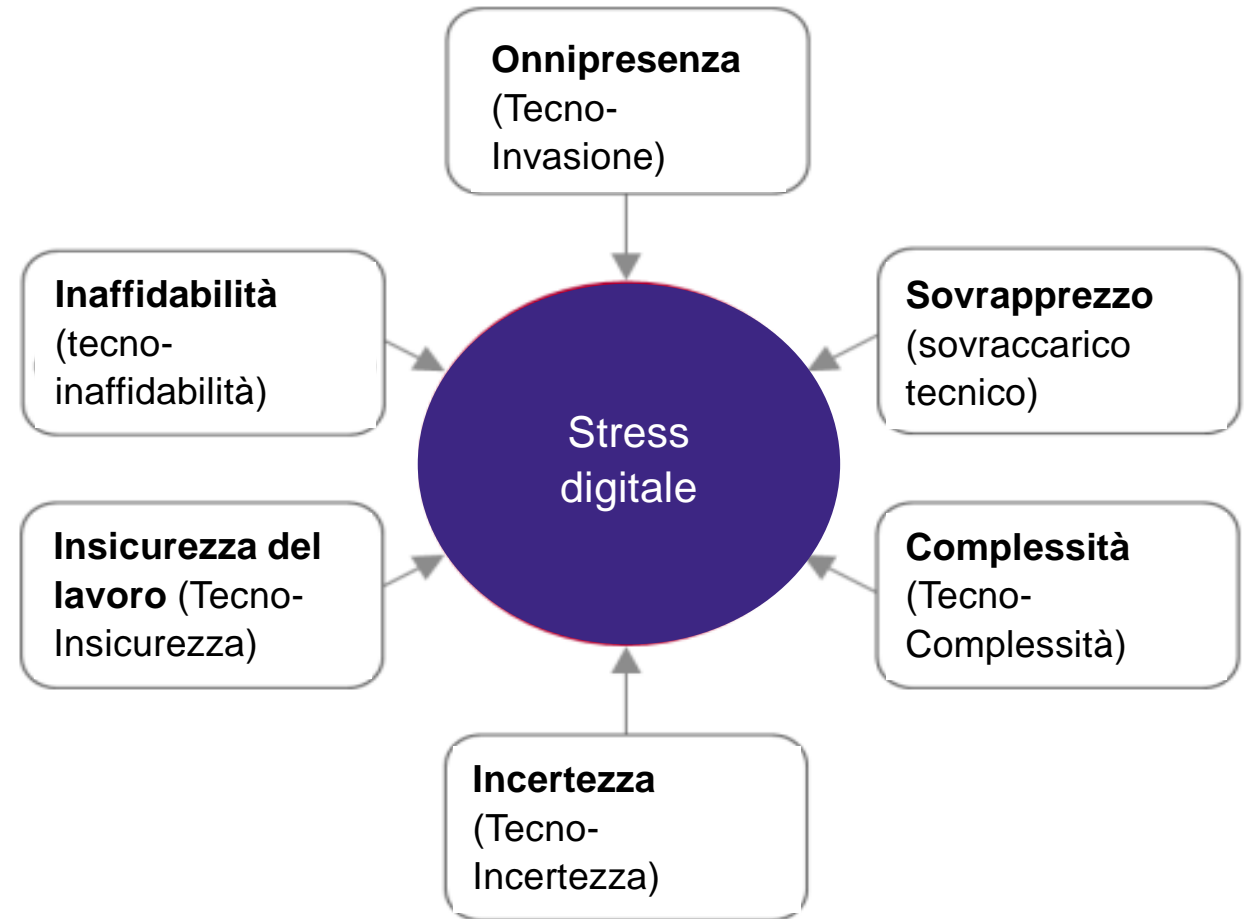 Onnipresenza
(Tecno-
Invasione)
Inaffidabilità
(tecno-
inaffidabilità)
Sovrapprezzo
(sovraccarico
tecnico)
Stress
digitale
Insicurezza del
lavoro (Tecno-
Insicurezza)
Complessità
(Tecno-
Complessità)
Incertezza
(Tecno-
Incertezza)